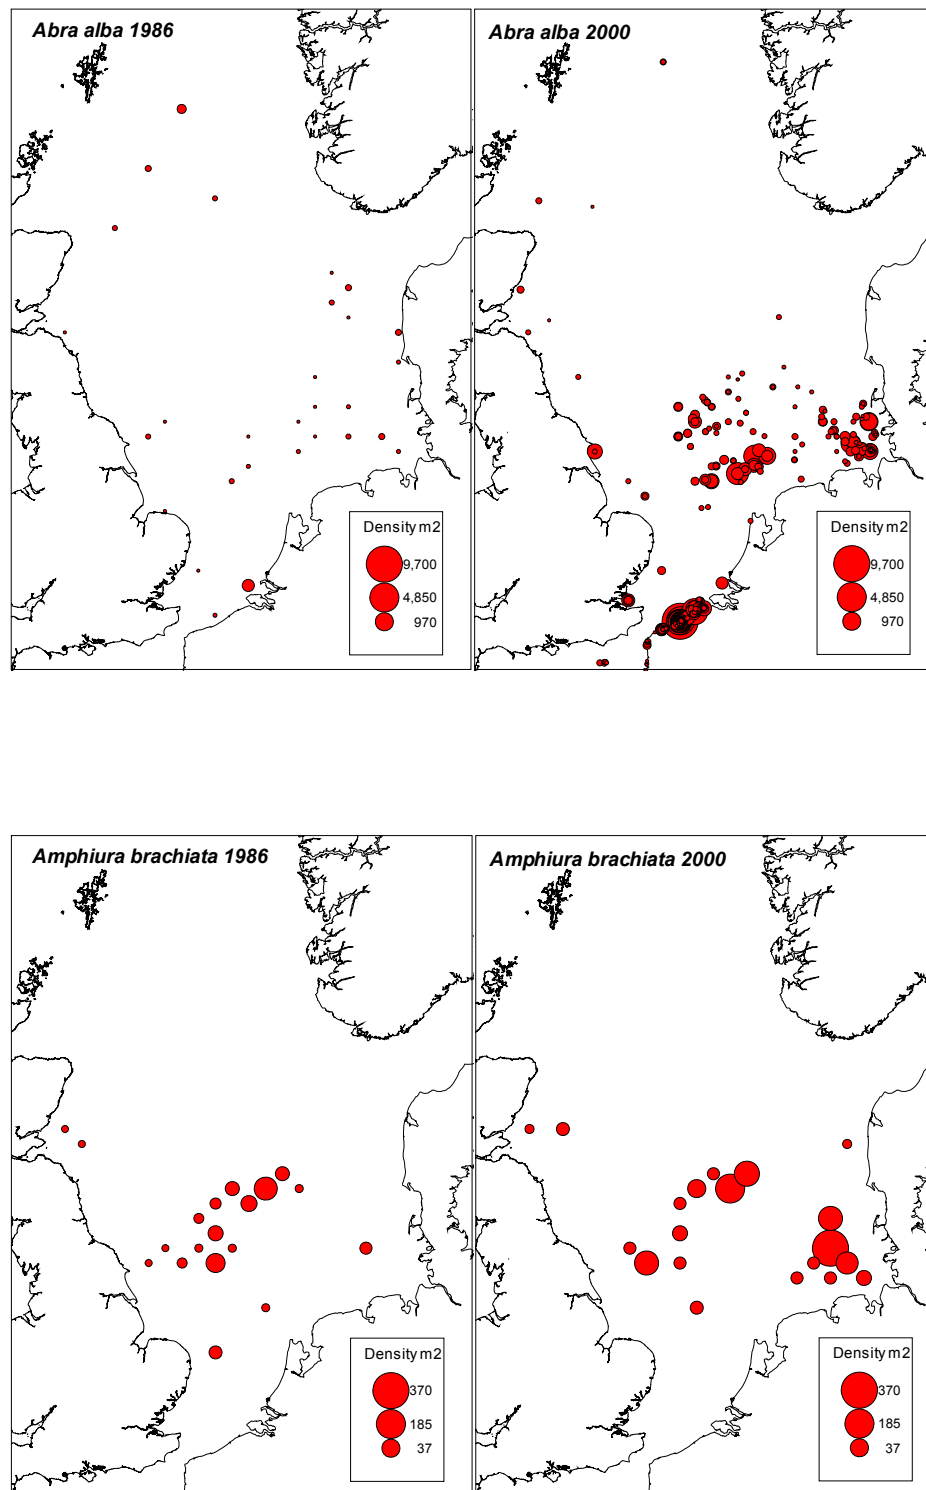 Abra alba 1986
Density m2
9,700
4,850
970
Abra alba 2000
Density m2
9,700
4,850
970
Amphiura brachiata 1986
Density m2
370
185
37
Amphiura brachiata 2000
Density m2
370
185
37